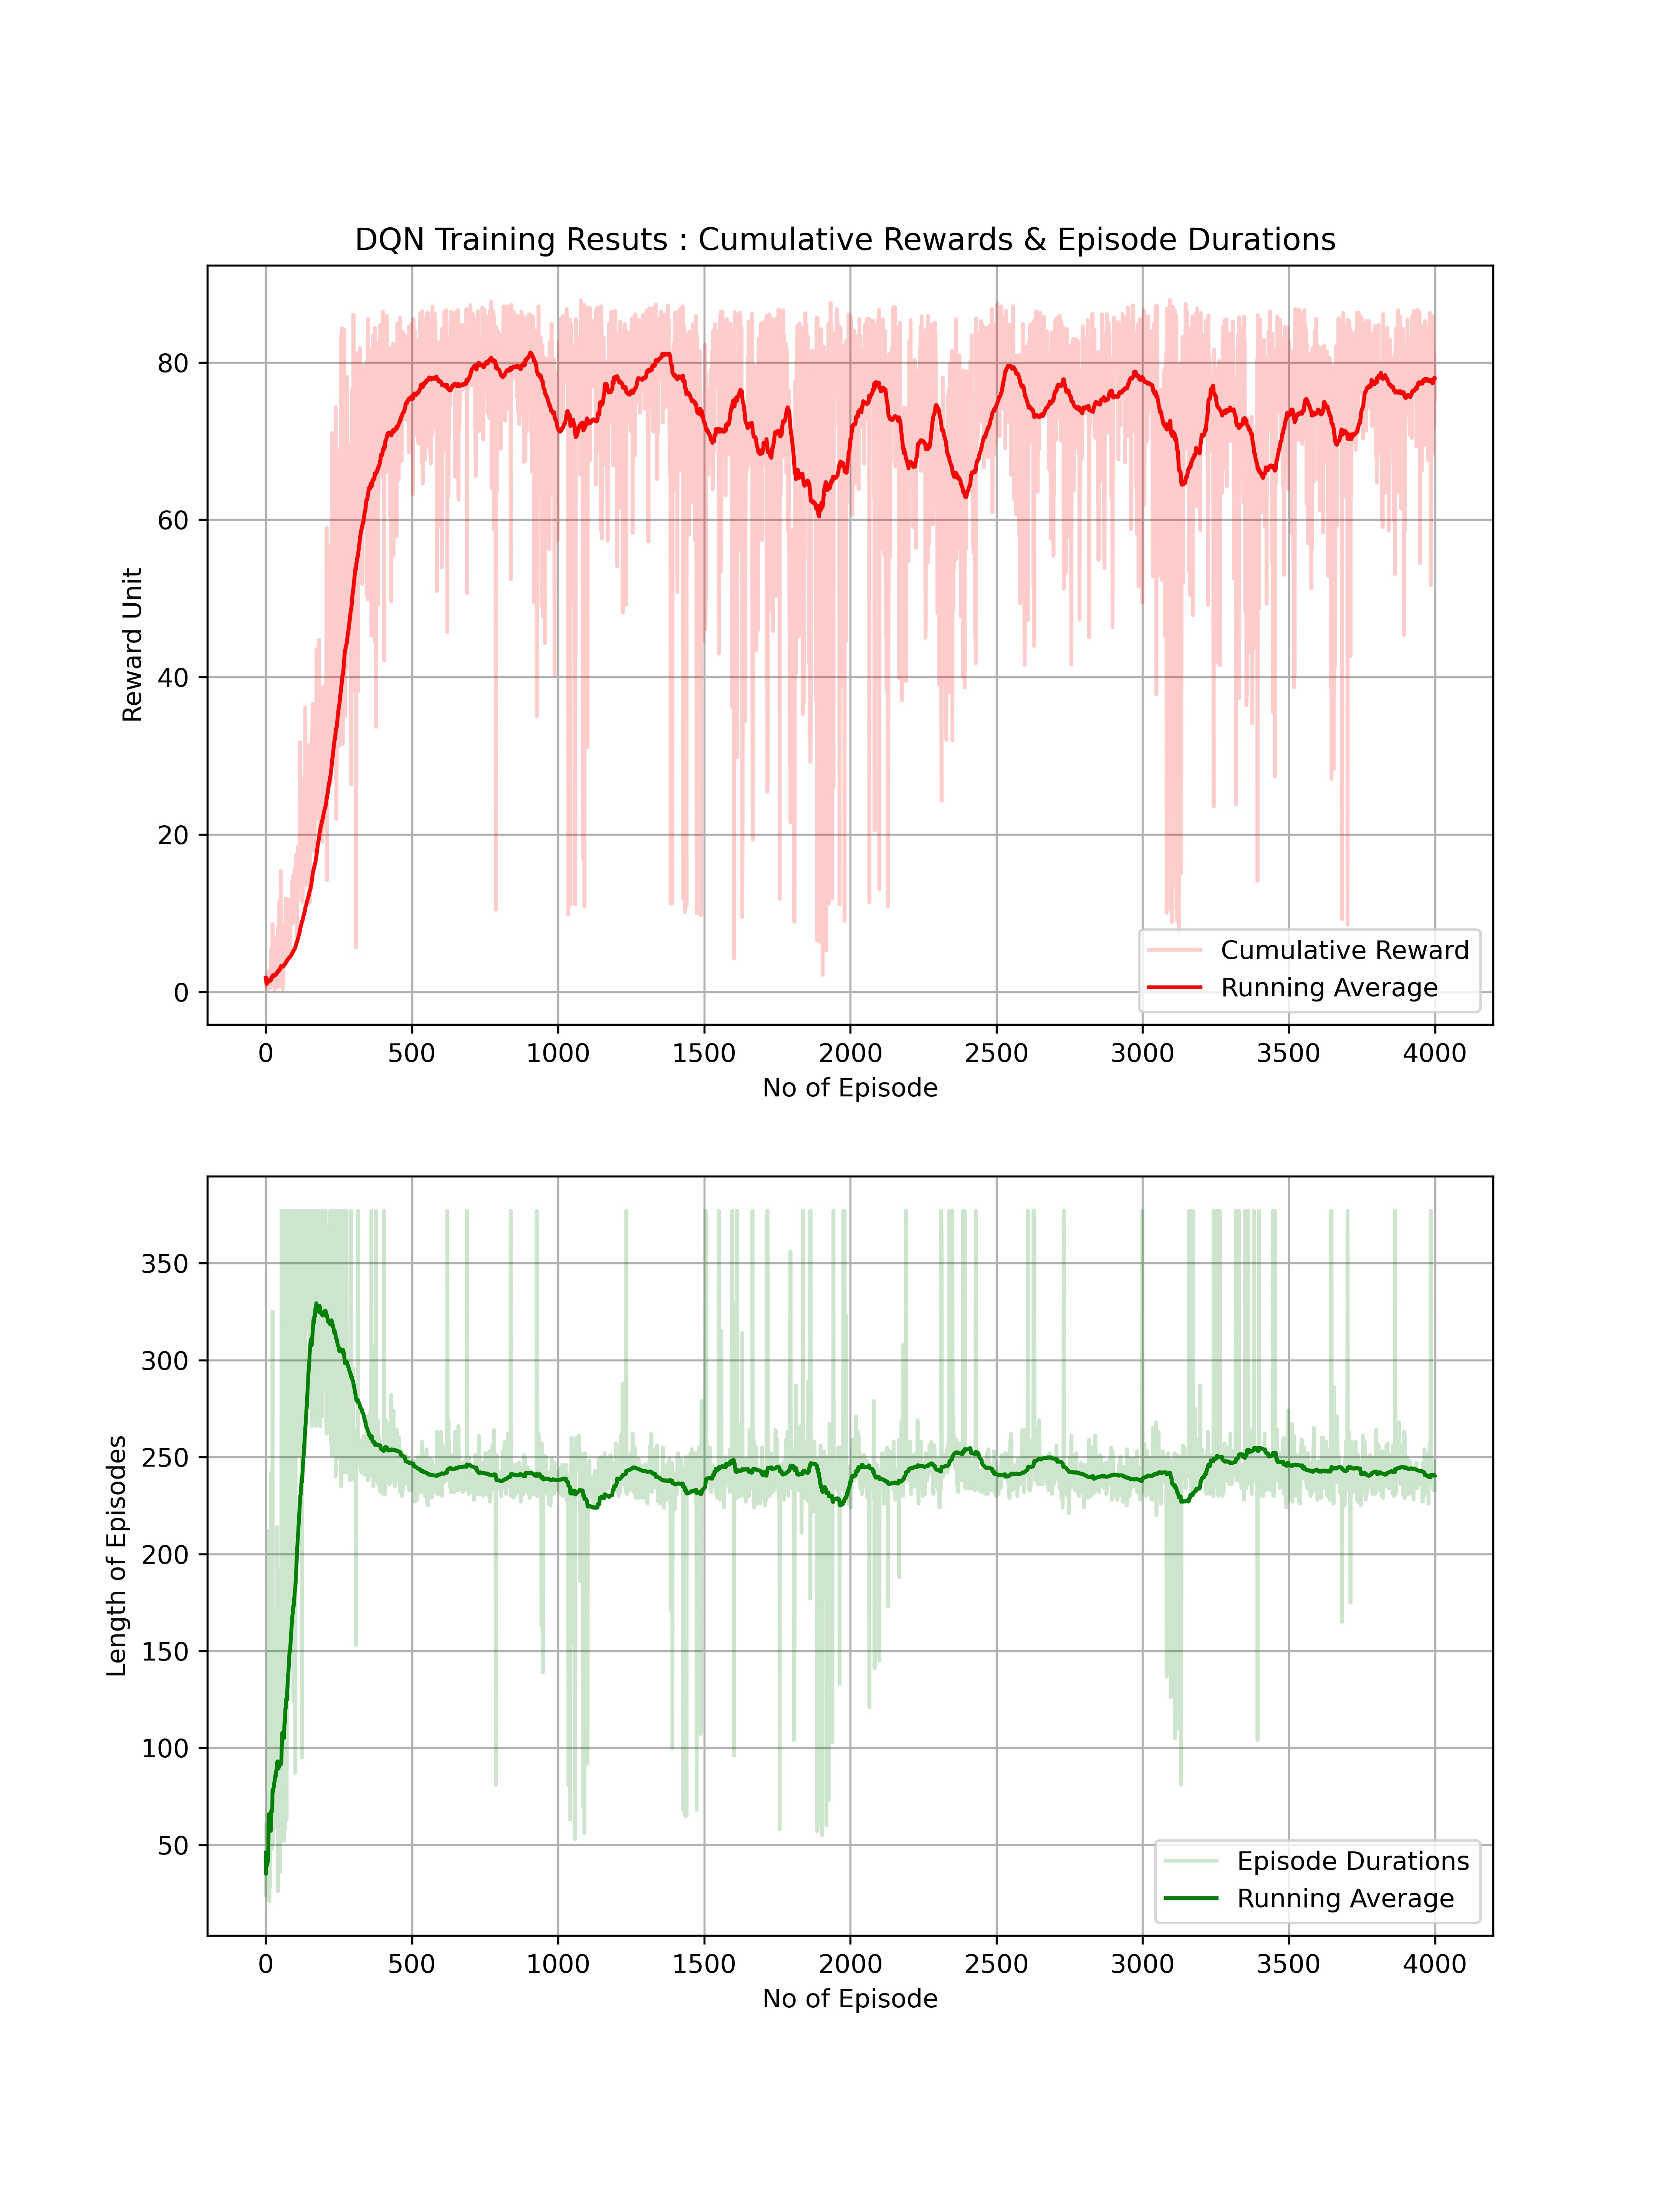 DQN Training Resuts : Cumulative Rewards & Episode Durations
80
60
40
20
0
Reward Unit
Cumulative Reward
Running Average
0 500 1000 1500 2000 2500 3000 3500 4000
No of Episode
350
300
250
200
150
100
50
Length of Episodes
Episode Durations
Running Average
0 500 1000 1500 2000 2500 3000 3500 4000
No of Episode